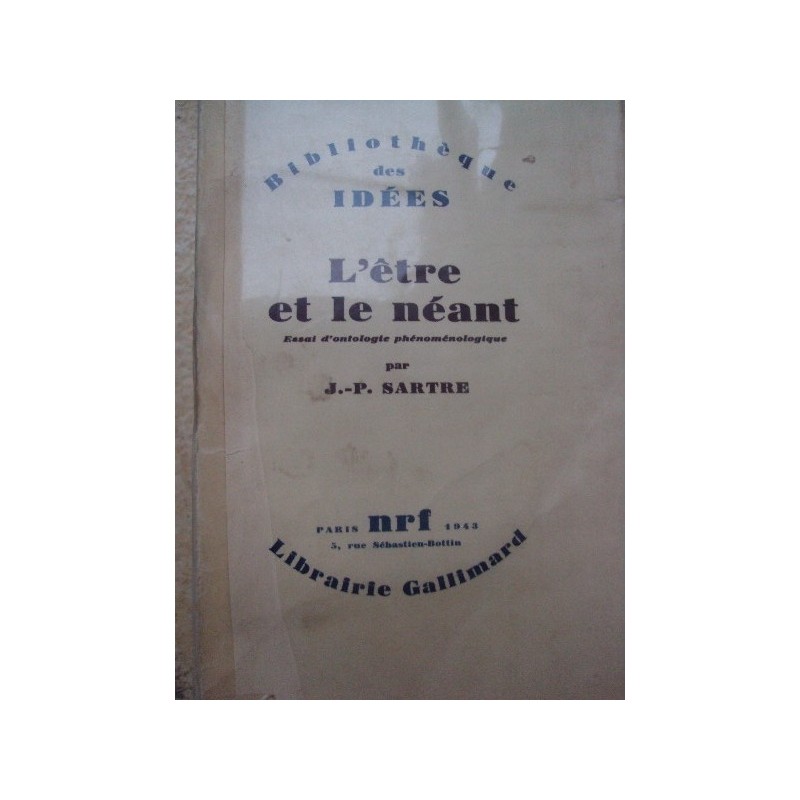 Bibliothèque
des
IDÉES
L'être
et le néant
Essai d'ontologie phénoménologique
par
J.-P. SARTRE
PARIS nrf 1943
5, rue Sébastien-Bottin
Librairie Gallimard